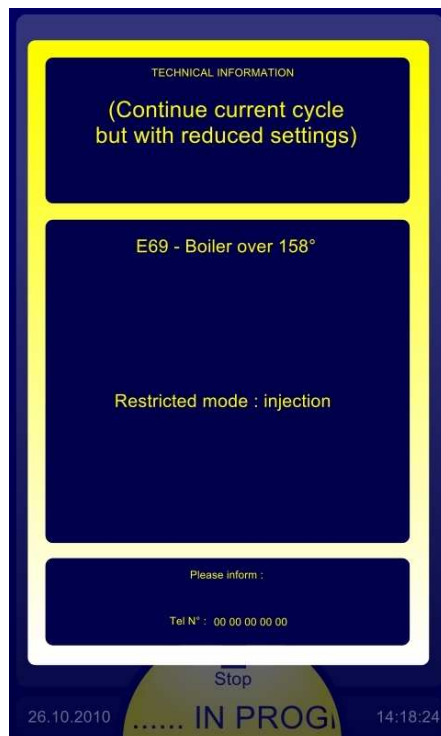 TECHNICAL INFORMATION
(Continue current cycle
but with reduced settings)
E69 - Boiler over 158°
Restricted mode : injection
Please inform :
Tel N° : 00 00 00 00 00
Stop
26.10.2010
...... IN PROG
14:18:24